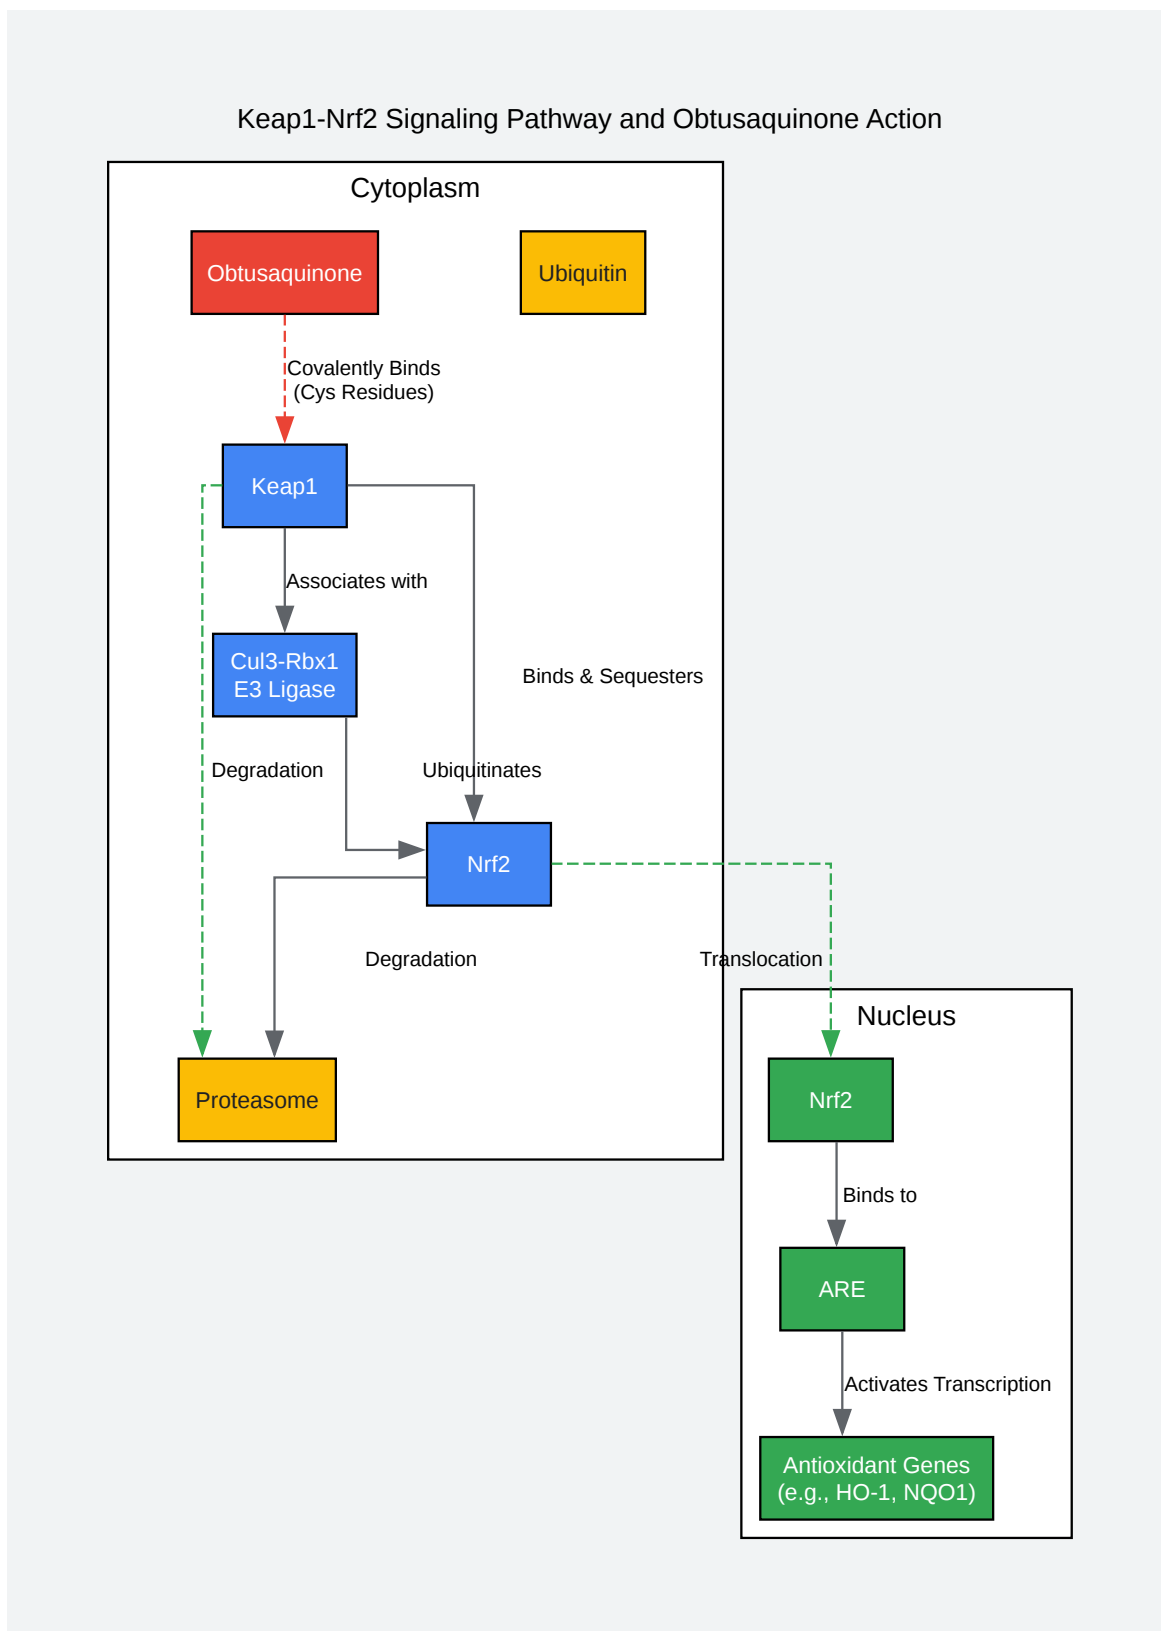 Keap1-Nrf2 Signaling Pathway and Obtusaquinone Action
Cytoplasm
Obtusaquinone
Ubiquitin
Covalently Binds
(Cys Residues)
Keap1
Associates with
Cul3-Rbx1
E3 Ligase
Binds & Sequesters
Degradation
Ubiquitinates
Nrf2
Degradation
Translocation
Proteasome
Nucleus
Nrf2
Binds to
ARE
Activates Transcription
Antioxidant Genes
(e.g., HO-1, NQO1)